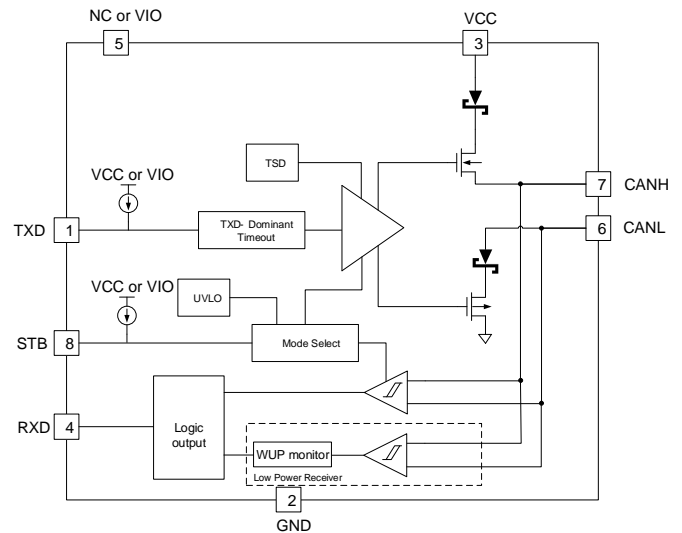 NC or VIO
VCC
5
3
TSD
VCC or VIO
7
CANH
TXD
1
TXD- Dominant
Timeout
6
CANL
VCC or VIO
UVLO
STB
8
Mode Select
RXD
4
Logic
output
WUP monitor
Low Power Receiver
2
GND